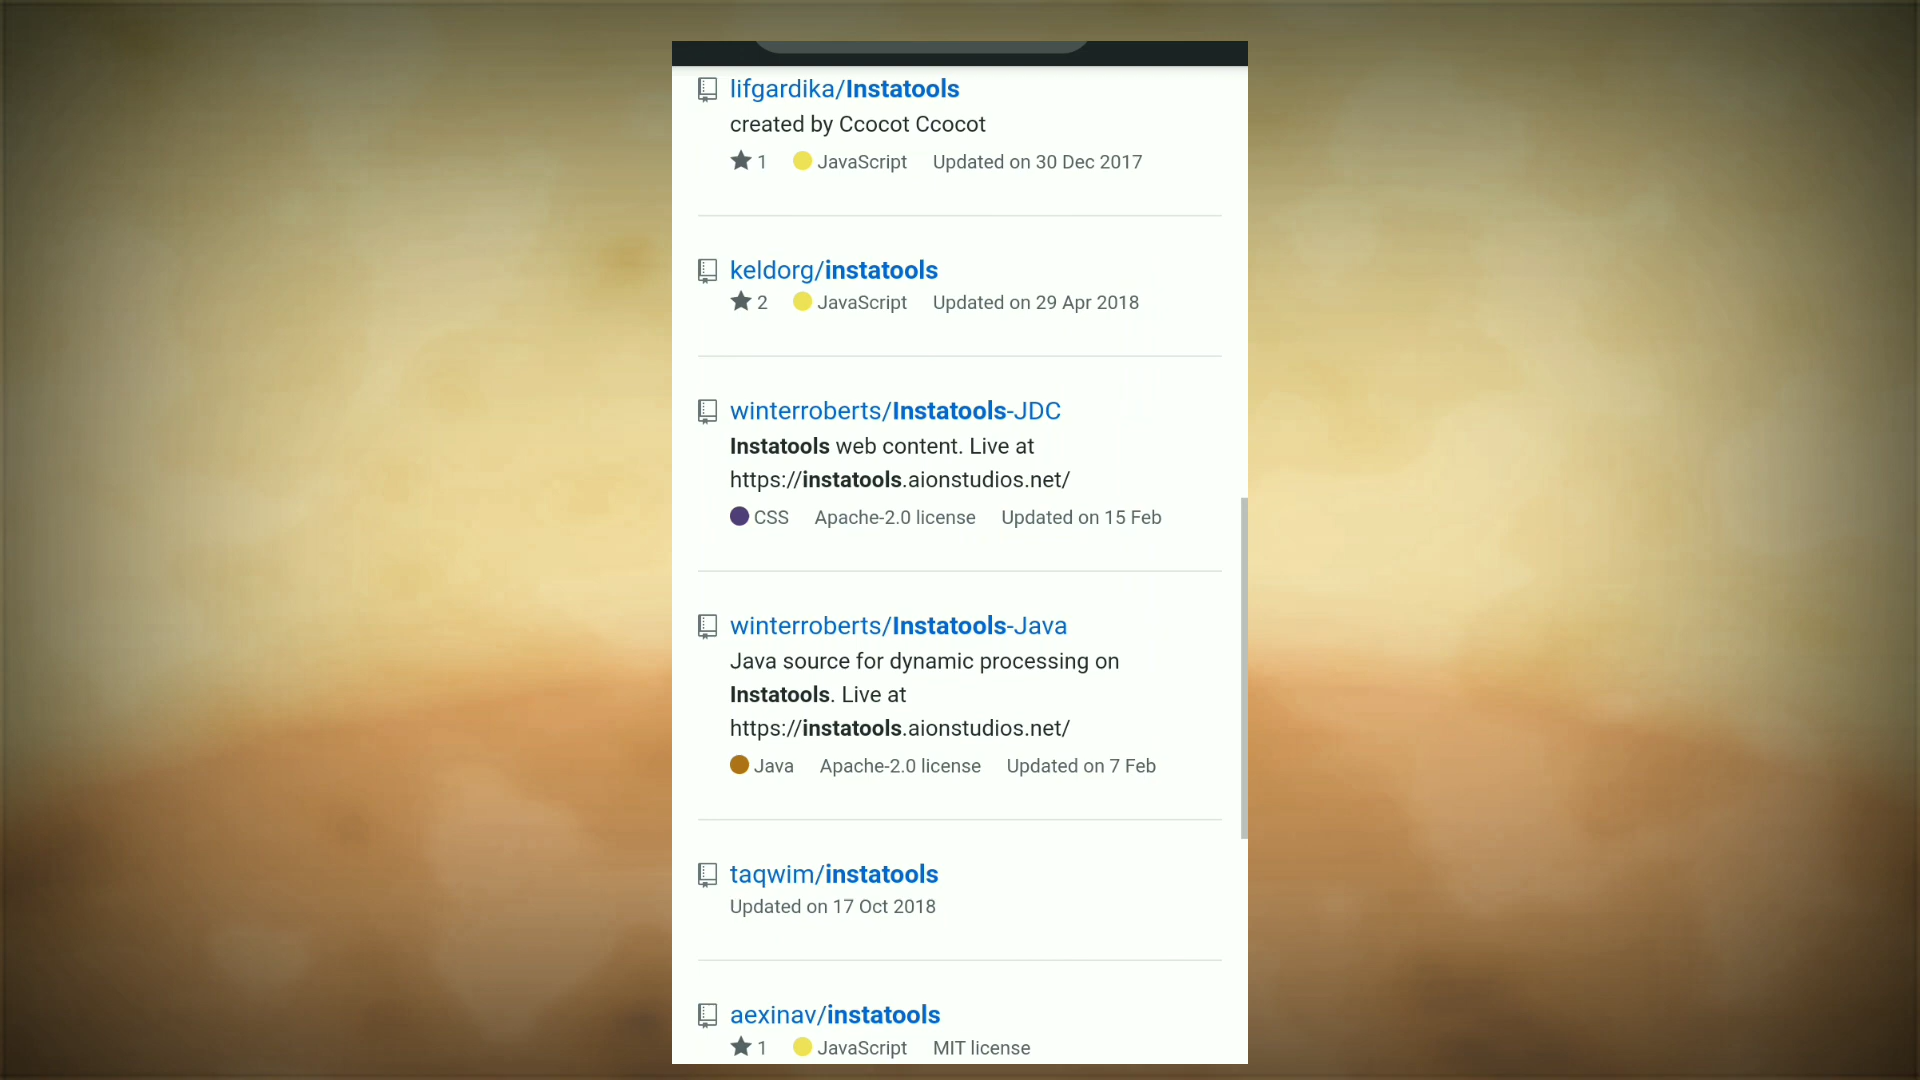 lifgardika/Instatools
created by Ccocot Ccocot
1 JavaScript Updated on 30 Dec 2017
keldorg/instatools
2 JavaScript Updated on 29 Apr 2018
winterroberts/Instatools-JDC
Instatools web content. Live at
https://instatools.aionstudios.net/
CSS Apache-2.0 license Updated on 15 Feb
winterroberts/Instatools-Java
Java source for dynamic processing on
Instatools. Live at
https://instatools.aionstudios.net/
Java Apache-2.0 license Updated on 7 Feb
taqwim/instatools
Updated on 17 Oct 2018
aexinav/instatools
1 JavaScript MIT license